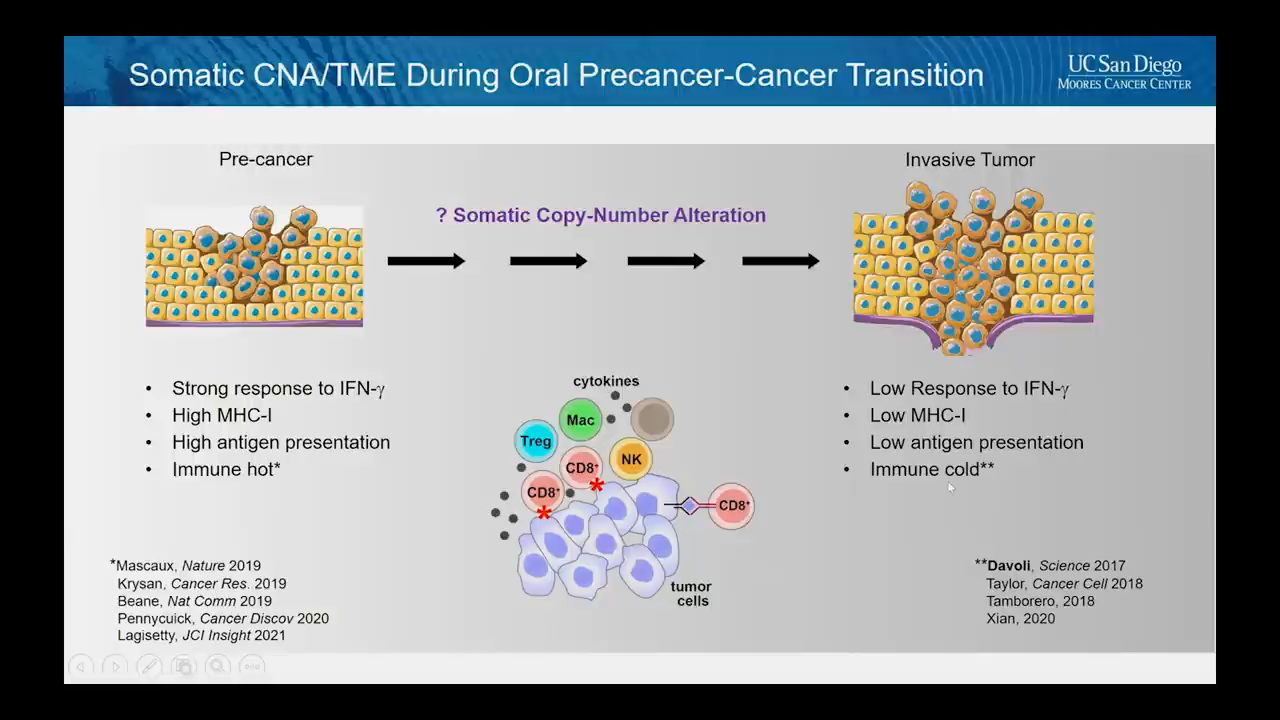 Somatic CNA/TME During Oral Precancer-Cancer Transition
UC San Diego
MOORES CANCER CENTER
Pre-cancer
Invasive Tumor
? Somatic Copy-Number Alteration
• Strong response to IFN-γ
• High MHC-I
• High antigen presentation
• Immune hot*
cytokines
Mac
Treg
CD8+
NK
CD8+
CD8+
tumor
cells
• Low Response to IFN-γ
• Low MHC-I
• Low antigen presentation
• Immune cold**
*Mascaux, Nature 2019
Krysan, Cancer Res. 2019
Beane, Nat Comm 2019
Pennycuick, Cancer Discov 2020
Lagisetty, JCI Insight 2021
**Davoli, Science 2017
Taylor, Cancer Cell 2018
Tamborero, 2018
Xian, 2020